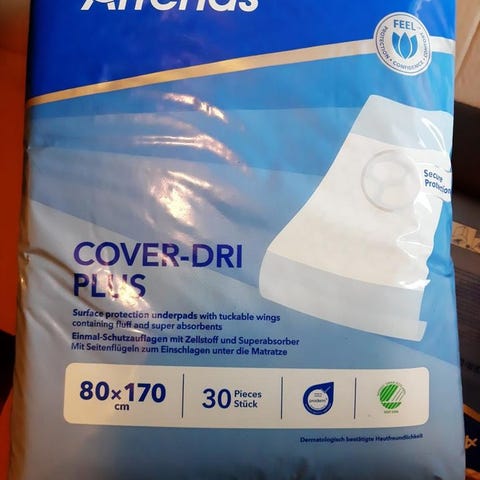 Attends
FEEL
PROTECTION • CONFIDENCE • COMFORT
Secure
Protection
COVER-DRI
PLUS
Surface protection underpads with tuckable wings
containing fluff and super absorbents
Einmal-Schutzauflagen mit Zellstoff und Superabsorber
Mit Seitenflügeln zum Einschlagen unter die Matratze
80×170
cm
30 Pieces
Stück
Dermatologisch bestätigte Hautfreundlichkeit